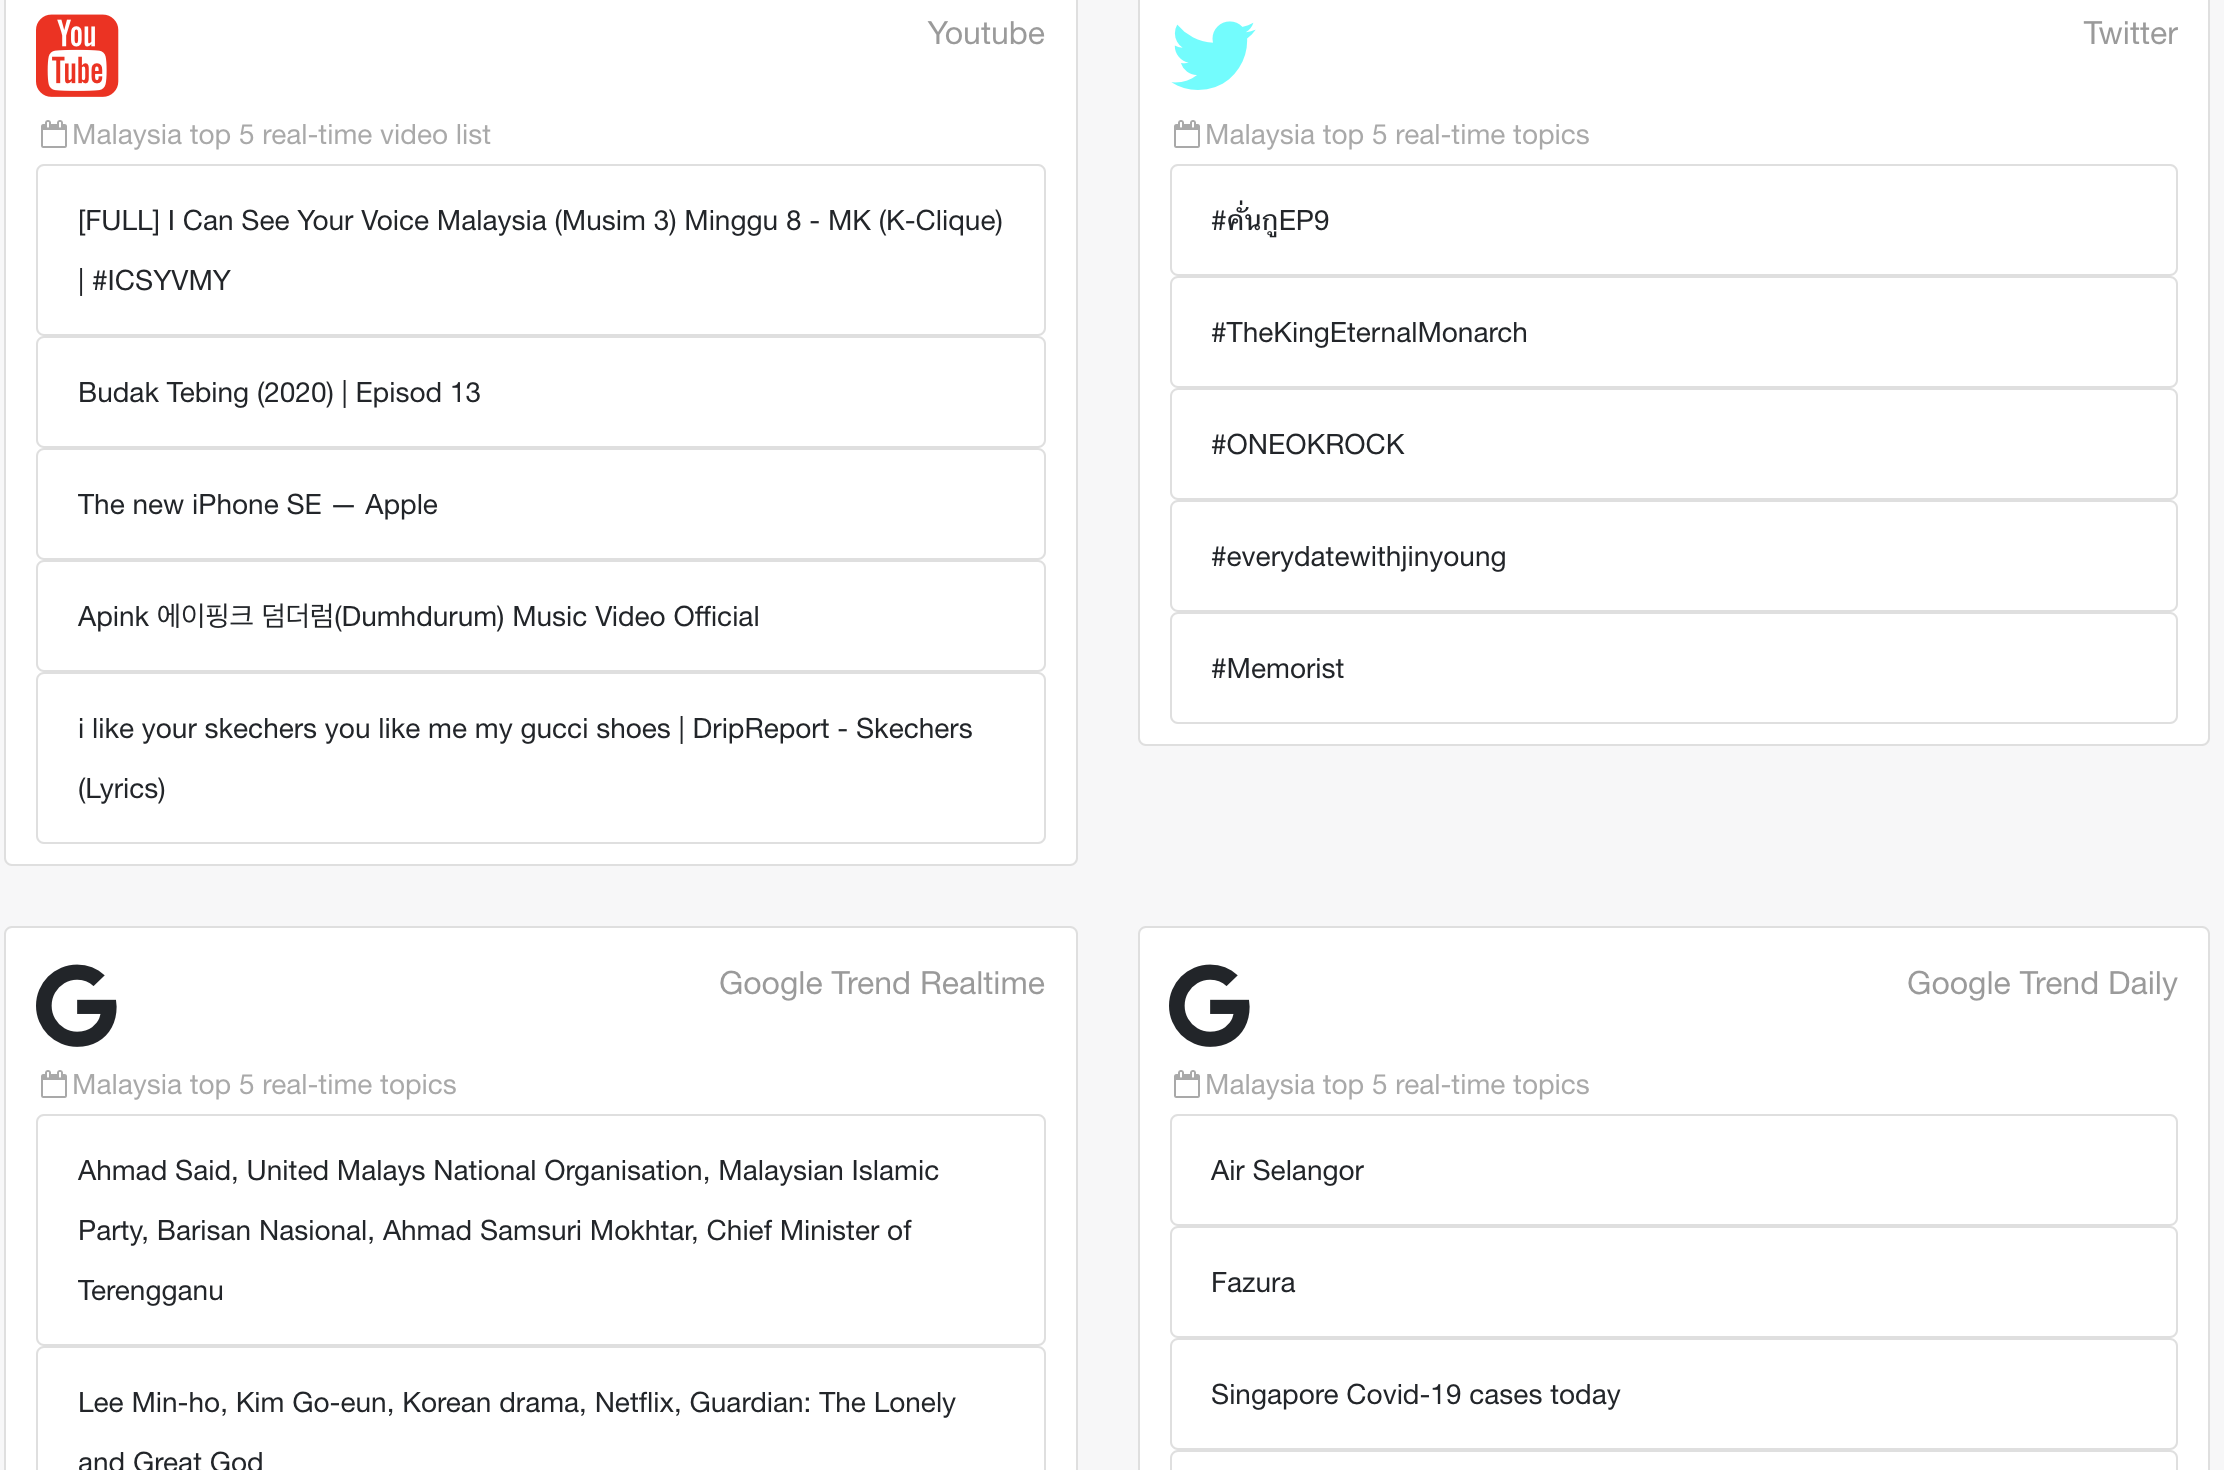 You
Tube
Youtube
Malaysia top 5 real-time video list
[FULL] I Can See Your Voice Malaysia (Musim 3) Minggu 8 - MK (K-Clique)
| #ICSYVMY
Budak Tebing (2020) | Episod 13
The new iPhone SE — Apple
Apink 에이핑크 덤더럼(Dumhdurum) Music Video Official
i like your skechers you like me my gucci shoes | DripReport - Skechers
(Lyrics)
Twitter
Malaysia top 5 real-time topics
#คั่นกูEP9
#TheKingEternalMonarch
#ONEOKROCK
#everydatewithjinyoung
#Memorist
Google Trend Realtime
Malaysia top 5 real-time topics
Ahmad Said, United Malays National Organisation, Malaysian Islamic
Party, Barisan Nasional, Ahmad Samsuri Mokhtar, Chief Minister of
Terengganu
Lee Min-ho, Kim Go-eun, Korean drama, Netflix, Guardian: The Lonely
and Great God
Google Trend Daily
Malaysia top 5 real-time topics
Air Selangor
Fazura
Singapore Covid-19 cases today